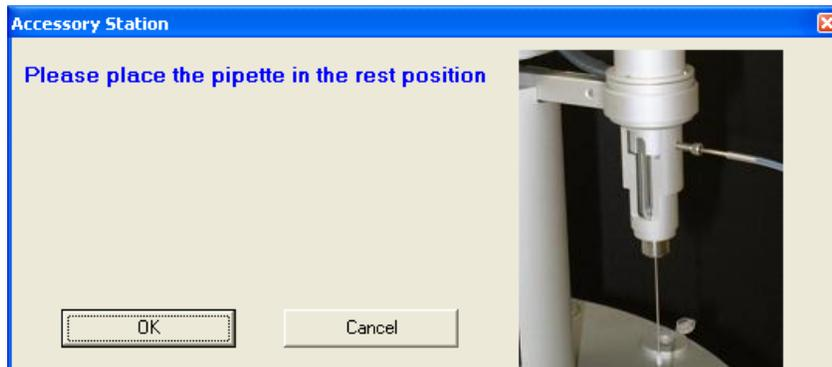 Accessory Station
Please place the pipette in the rest position
OK
Cancel